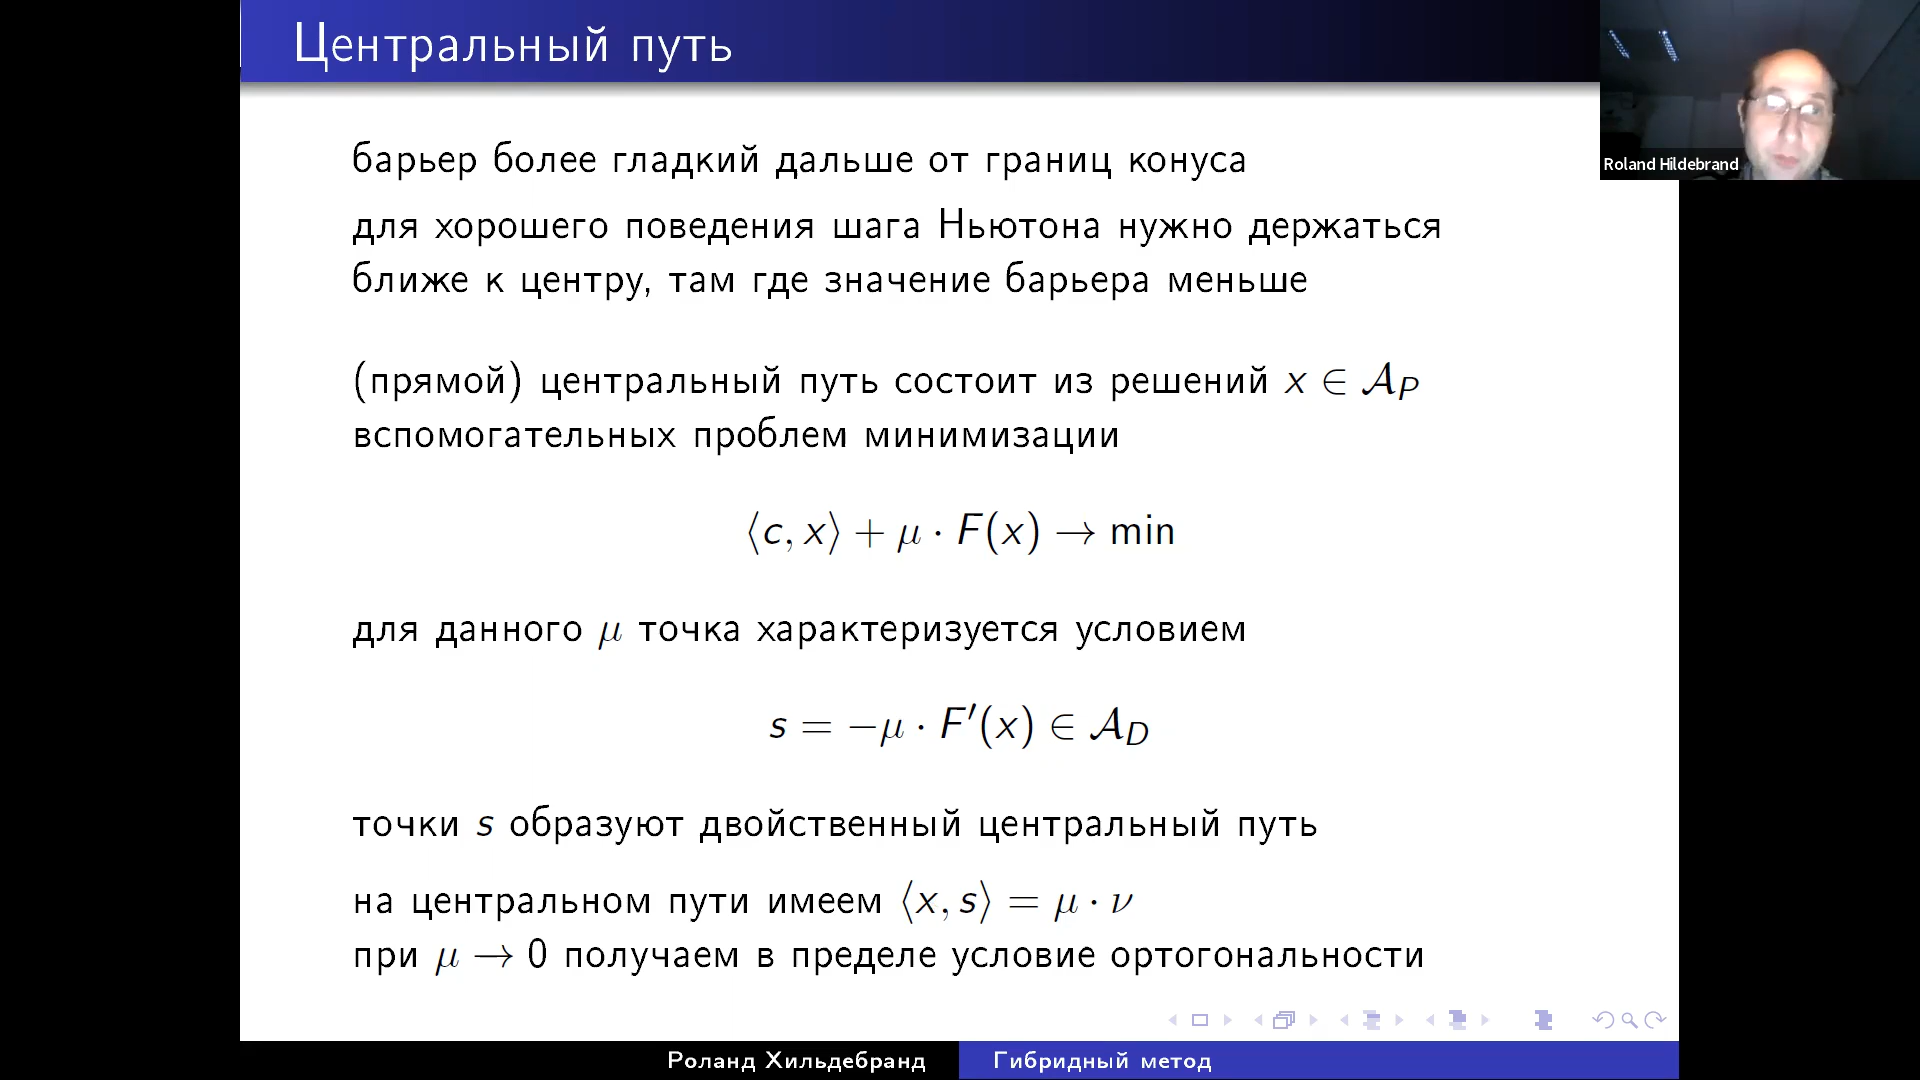 Центральный путь
Roland Hildebrand
барьер более гладкий дальше от границ конуса
для хорошего поведения шага Ньютона нужно держаться
ближе к центру, там где значение барьера меньше
(прямой) центральный путь состоит из решений x ∈ 𝒜_P
вспомогательных проблем минимизации
⟨c, x⟩ + μ · F(x) → min
для данного μ точка характеризуется условием
s = −μ · F′(x) ∈ 𝒜_D
точки s образуют двойственный центральный путь
на центральном пути имеем ⟨x, s⟩ = μ · ν
при μ → 0 получаем в пределе условие ортогональности
Роланд Хильдебранд
Гибридный метод